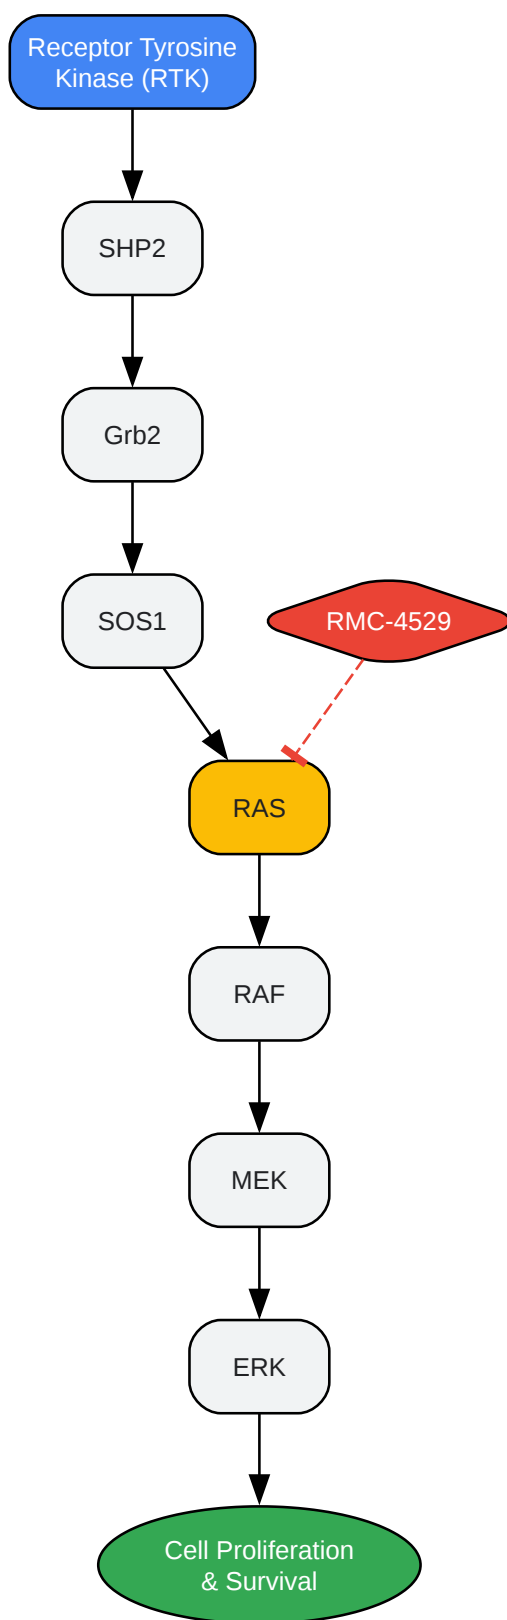 Receptor Tyrosine
Kinase (RTK)
SHP2
Grb2
SOS1
RMC-4529
RAS
RAF
MEK
ERK
Cell Proliferation
& Survival